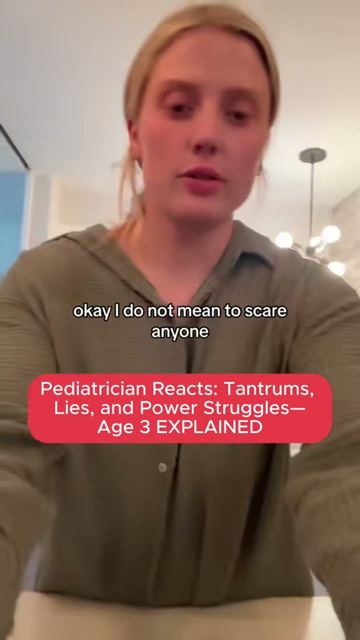 okay I do not mean to scare
anyone
Pediatrician Reacts: Tantrums,
Lies, and Power Struggles—
Age 3 EXPLAINED